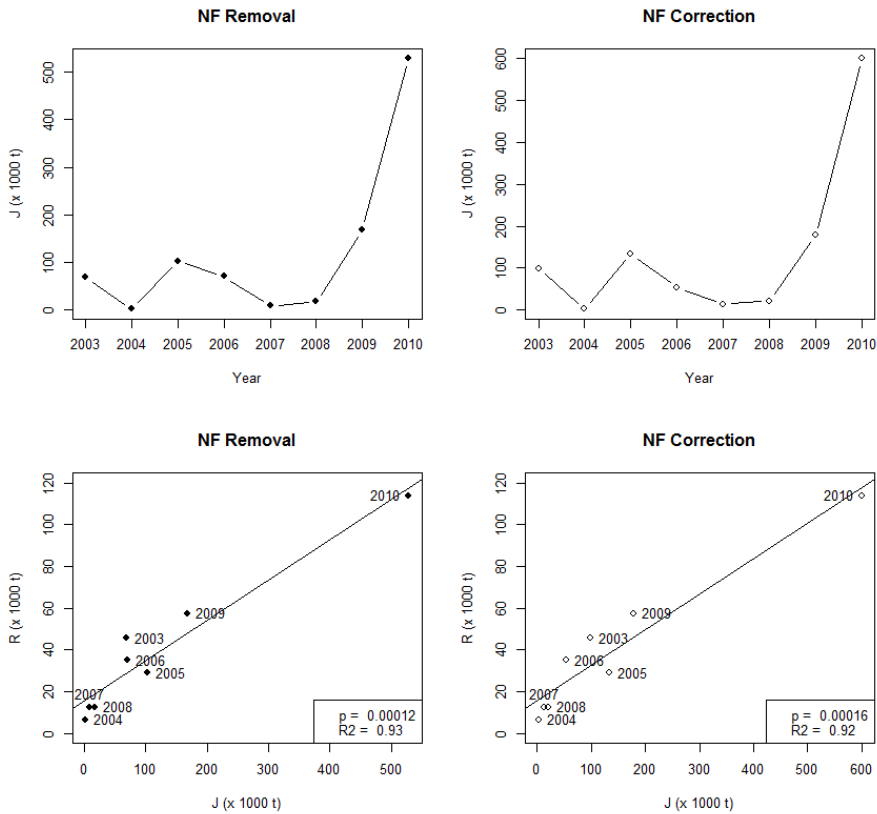 NF Removal
J (x 1000 t)
500
400
300
200
100
0
2003 2004 2005 2006 2007 2008 2009 2010
Year
NF Correction
J (x 1000 t)
600
500
400
300
200
100
0
2003 2004 2005 2006 2007 2008 2009 2010
Year
NF Removal
R (x 1000 t)
120
100
80
60
40
20
0
2010
2009
2003
2006
2005
2007
2008
2004
p = 0.00012
R2 = 0.93
0 100 200 300 400 500
J (x 1000 t)
NF Correction
R (x 1000 t)
120
100
80
60
40
20
0
2010
2009
2003
2006
2005
2007
2008
2004
p = 0.00016
R2 = 0.92
0 100 200 300 400 500 600
J (x 1000 t)